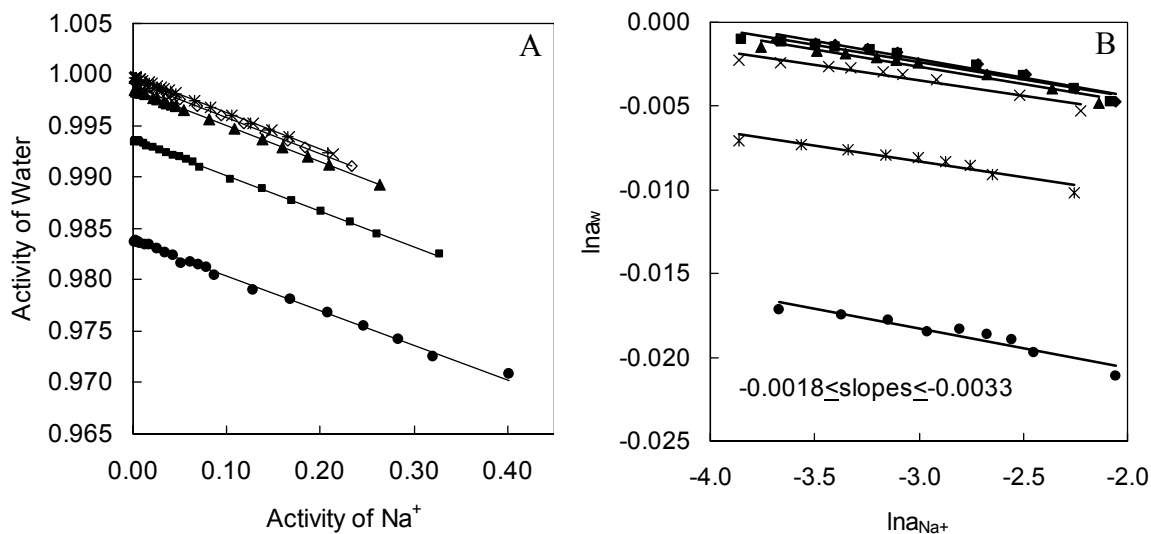 A
Activity of Water
1.005
1.000
0.995
0.990
0.985
0.980
0.975
0.970
0.965
0.00 0.10 0.20 0.30 0.40
Activity of Na⁺
B
lna_w
0.000
-0.005
-0.010
-0.015
-0.020
-0.025
-0.0018<slopes<-0.0033
-4.0 -3.5 -3.0 -2.5 -2.0
lna_Na+